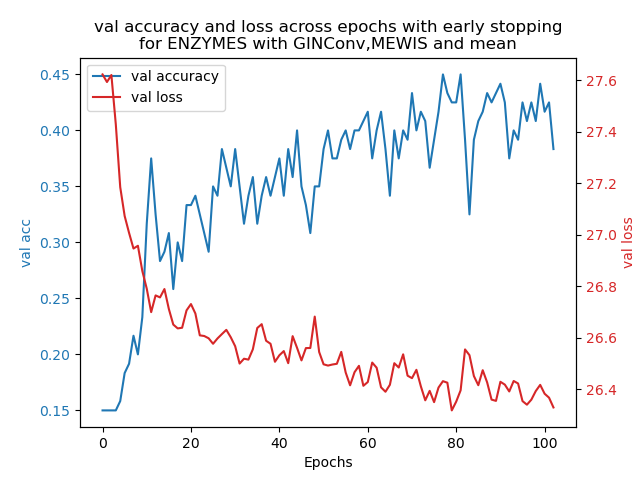 val accuracy and loss across epochs with early stopping
for ENZYMES with GINConv,MEWIS and mean
val accuracy
val loss
0.45
0.40
0.35
0.30
0.25
0.20
0.15
val acc
27.6
27.4
27.2
27.0
26.8
26.6
26.4
val loss
0 20 40 60 80 100
Epochs